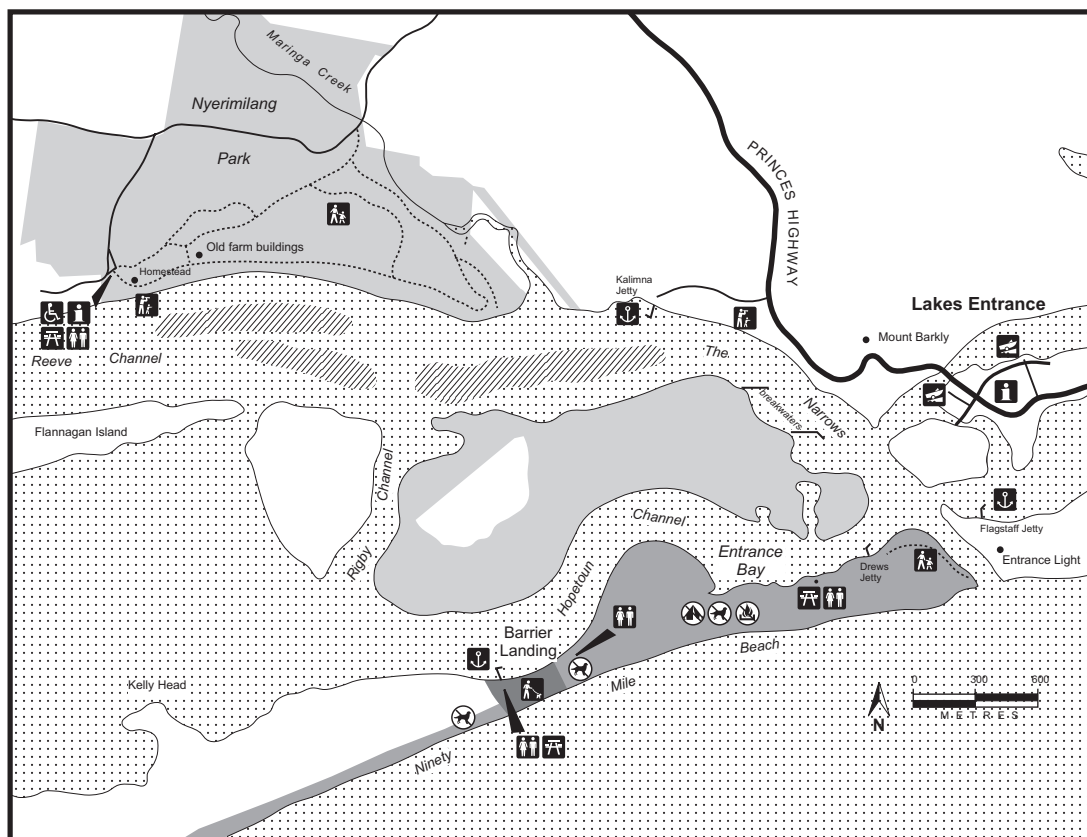 Maringa Creek
Nyerimilang
Park
PRINCES HIGHWAY
Old farm buildings
Homestead
Kalimna
Jetty
Lakes Entrance
Mount Barkly
Reeve Channel
The Narrows
breakwaters
Flannagan Island
Rigby Channel
Hopetoun Channel
Flagstaff Jetty
Entrance Light
Entrance
Bay
Drews
Jetty
Barrier
Landing
Kelly Head
Ninety Mile Beach
0 300 600
METRES
N